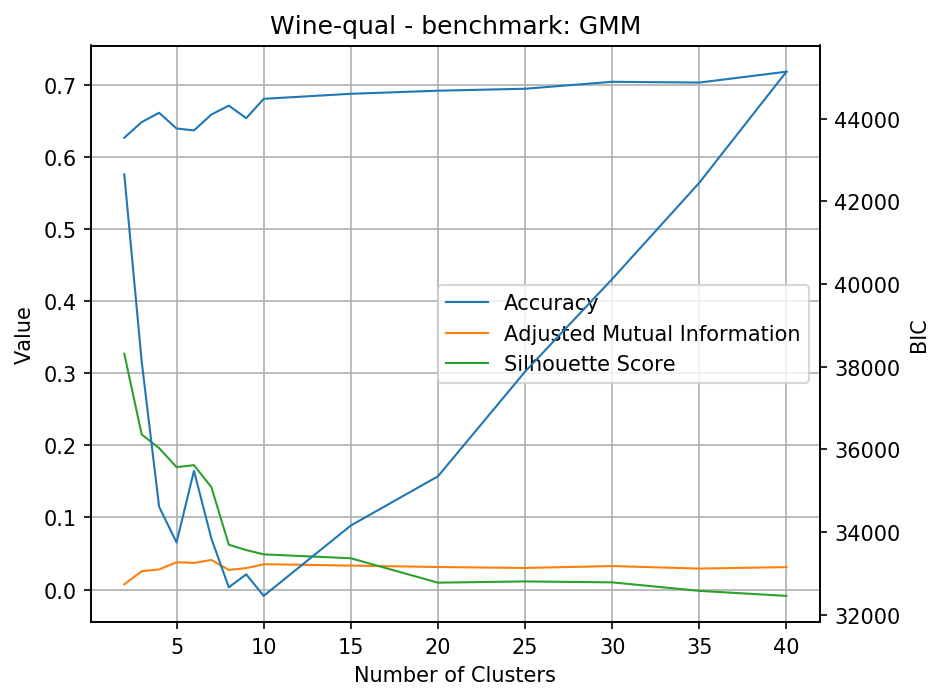 Wine-qual - benchmark: GMM
Value
0.7
0.6
0.5
0.4
0.3
0.2
0.1
0.0
Accuracy
Adjusted Mutual Information
Silhouette Score
44000
42000
40000
38000
36000
34000
32000
BIC
5 10 15 20 25 30 35 40
Number of Clusters